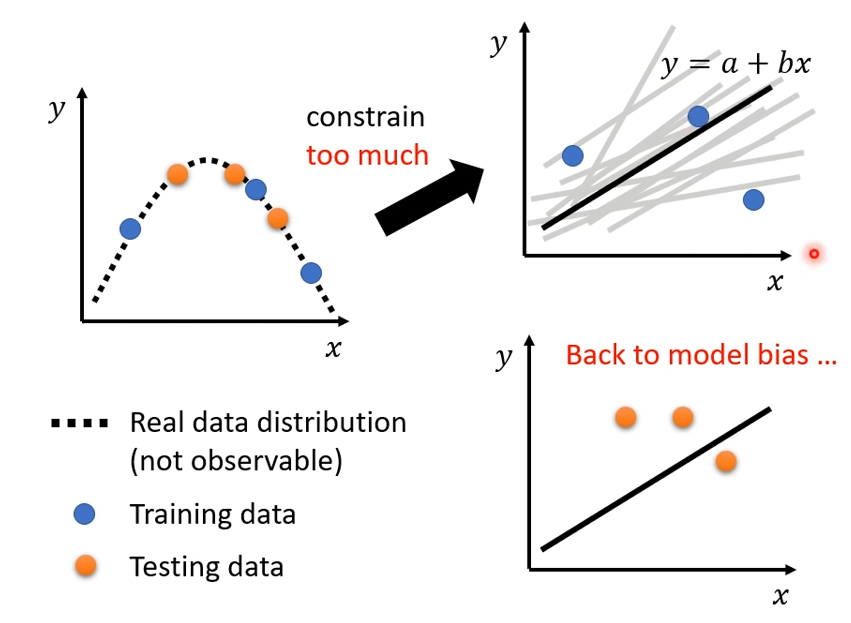 y
x
constrain
too much
y
y = a + bx
x
Real data distribution
(not observable)
Training data
Testing data
y
Back to model bias ...
x